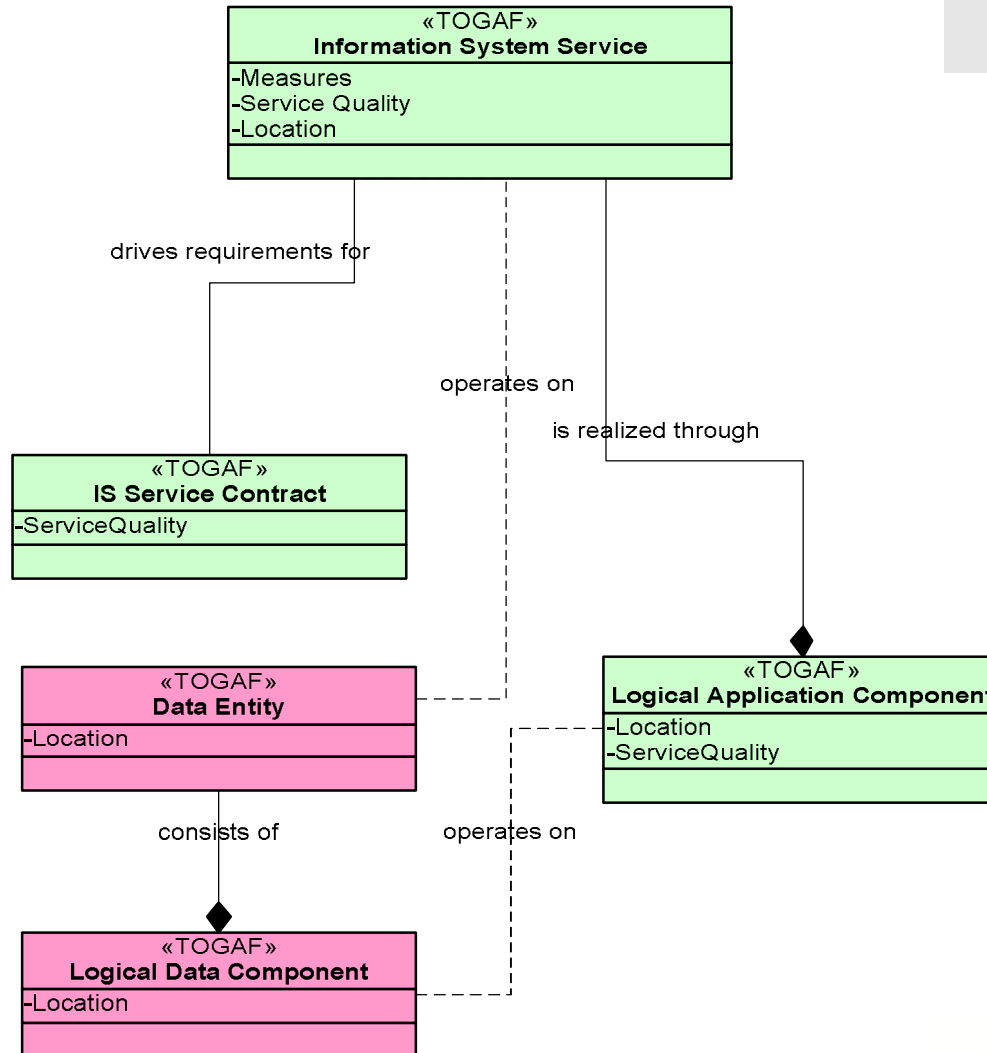 «TOGAF»
Information System Service
-Measures
-Service Quality
-Location
drives requirements for
operates on
is realized through
«TOGAF»
IS Service Contract
-ServiceQuality
«TOGAF»
Data Entity
-Location
«TOGAF»
Logical Application Component
-Location
-ServiceQuality
consists of
operates on
«TOGAF»
Logical Data Component
-Location